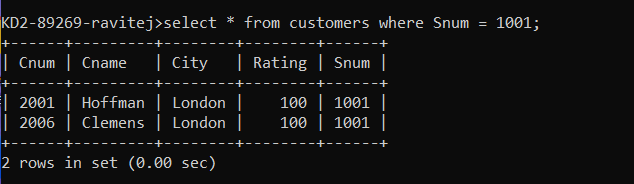 KD2-89269-ravitej>select * from customers where Snum = 1001;
+------+---------+--------+--------+------+
| Cnum | Cname   | City   | Rating | Snum |
+------+---------+--------+--------+------+
| 2001 | Hoffman | London |    100 | 1001 |
| 2006 | Clemens | London |    100 | 1001 |
+------+---------+--------+--------+------+
2 rows in set (0.00 sec)